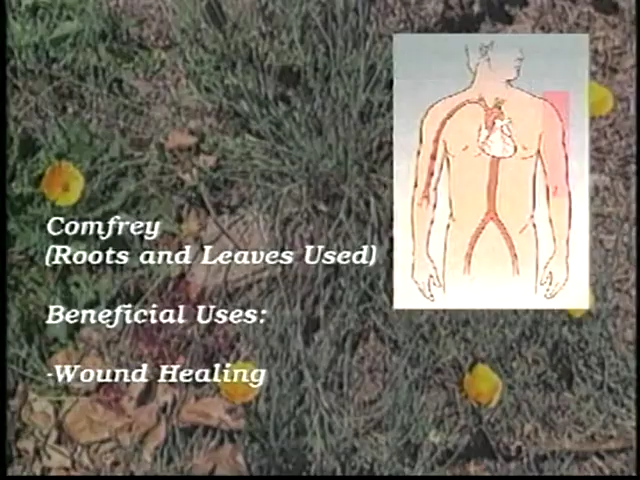 Comfrey
(Roots and Leaves Used)
Beneficial Uses:
-Wound Healing